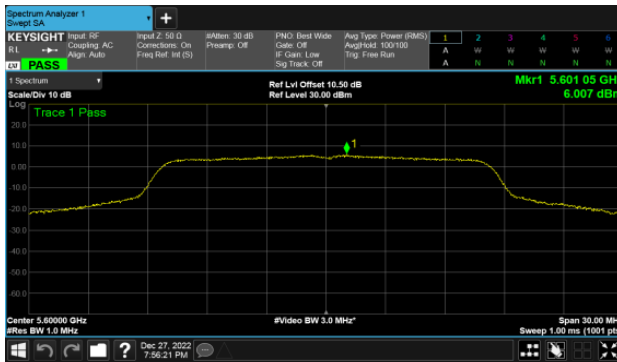 Spectrum Analyzer 1
Swept SA
KEYSIGHT Input: RF Input Z: 50 Ω #Atten: 30 dB PNO: Best Wide Avg Type: Power (RMS) 1 2 3 4 5 6
RL Coupling: AC Corrections: On Preamp: Off Gate: Off Avg|Hold: 100/100 A W W W W W
Align: Auto Freq Ref: Int (S) IF Gain: Low Trig: Free Run
Sig Track: Off A N N N N N
LXI PASS
1 Spectrum Ref Lvl Offset 10.50 dB Mkr1 5.601 05 GH
Scale/Div 10 dB Ref Level 30.00 dBm 6.007 dBr
Log
Trace 1 Pass
20.0
1
10.0
0.00
-10.0
-20.0
-30.0
-40.0
-50.0
-60.0
Center 5.60000 GHz #Video BW 3.0 MHz* Span 30.00 MH
#Res BW 1.0 MHz Sweep 1.00 ms (1001 pts
Dec 27, 2022
7:56:21 PM